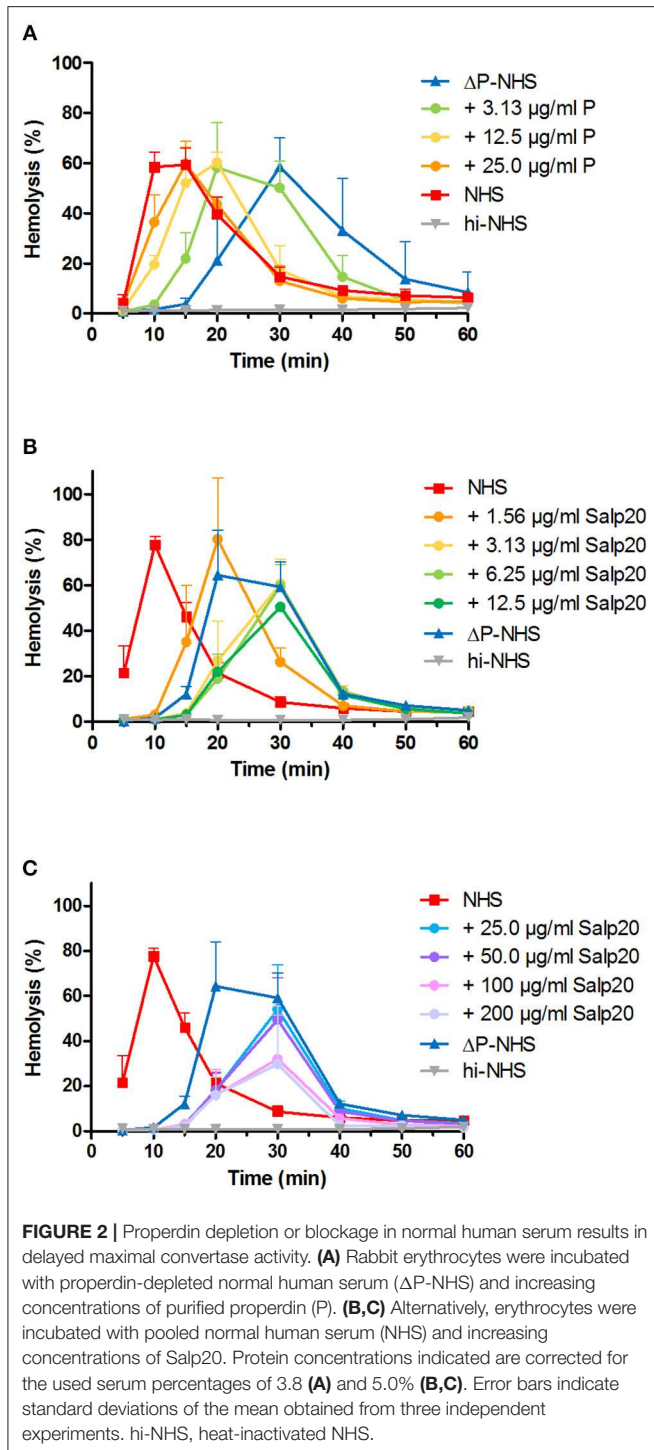 A
100
80
60
40
20
0
Hemolysis (%)
0 10 20 30 40 50 60
Time (min)
ΔP-NHS
+ 3.13 µg/ml P
+ 12.5 µg/ml P
+ 25.0 µg/ml P
NHS
hi-NHS
B
100
80
60
40
20
0
Hemolysis (%)
0 10 20 30 40 50 60
Time (min)
NHS
+ 1.56 µg/ml Salp20
+ 3.13 µg/ml Salp20
+ 6.25 µg/ml Salp20
+ 12.5 µg/ml Salp20
ΔP-NHS
hi-NHS
C
100
80
60
40
20
0
Hemolysis (%)
0 10 20 30 40 50 60
Time (min)
NHS
+ 25.0 µg/ml Salp20
+ 50.0 µg/ml Salp20
+ 100 µg/ml Salp20
+ 200 µg/ml Salp20
ΔP-NHS
hi-NHS
FIGURE 2 | Properdin depletion or blockage in normal human serum results in
delayed maximal convertase activity. (A) Rabbit erythrocytes were incubated
with properdin-depleted normal human serum (ΔP-NHS) and increasing
concentrations of purified properdin (P). (B,C) Alternatively, erythrocytes were
incubated with pooled normal human serum (NHS) and increasing
concentrations of Salp20. Protein concentrations indicated are corrected for
the used serum percentages of 3.8 (A) and 5.0% (B,C). Error bars indicate
standard deviations of the mean obtained from three independent
experiments. hi-NHS, heat-inactivated NHS.